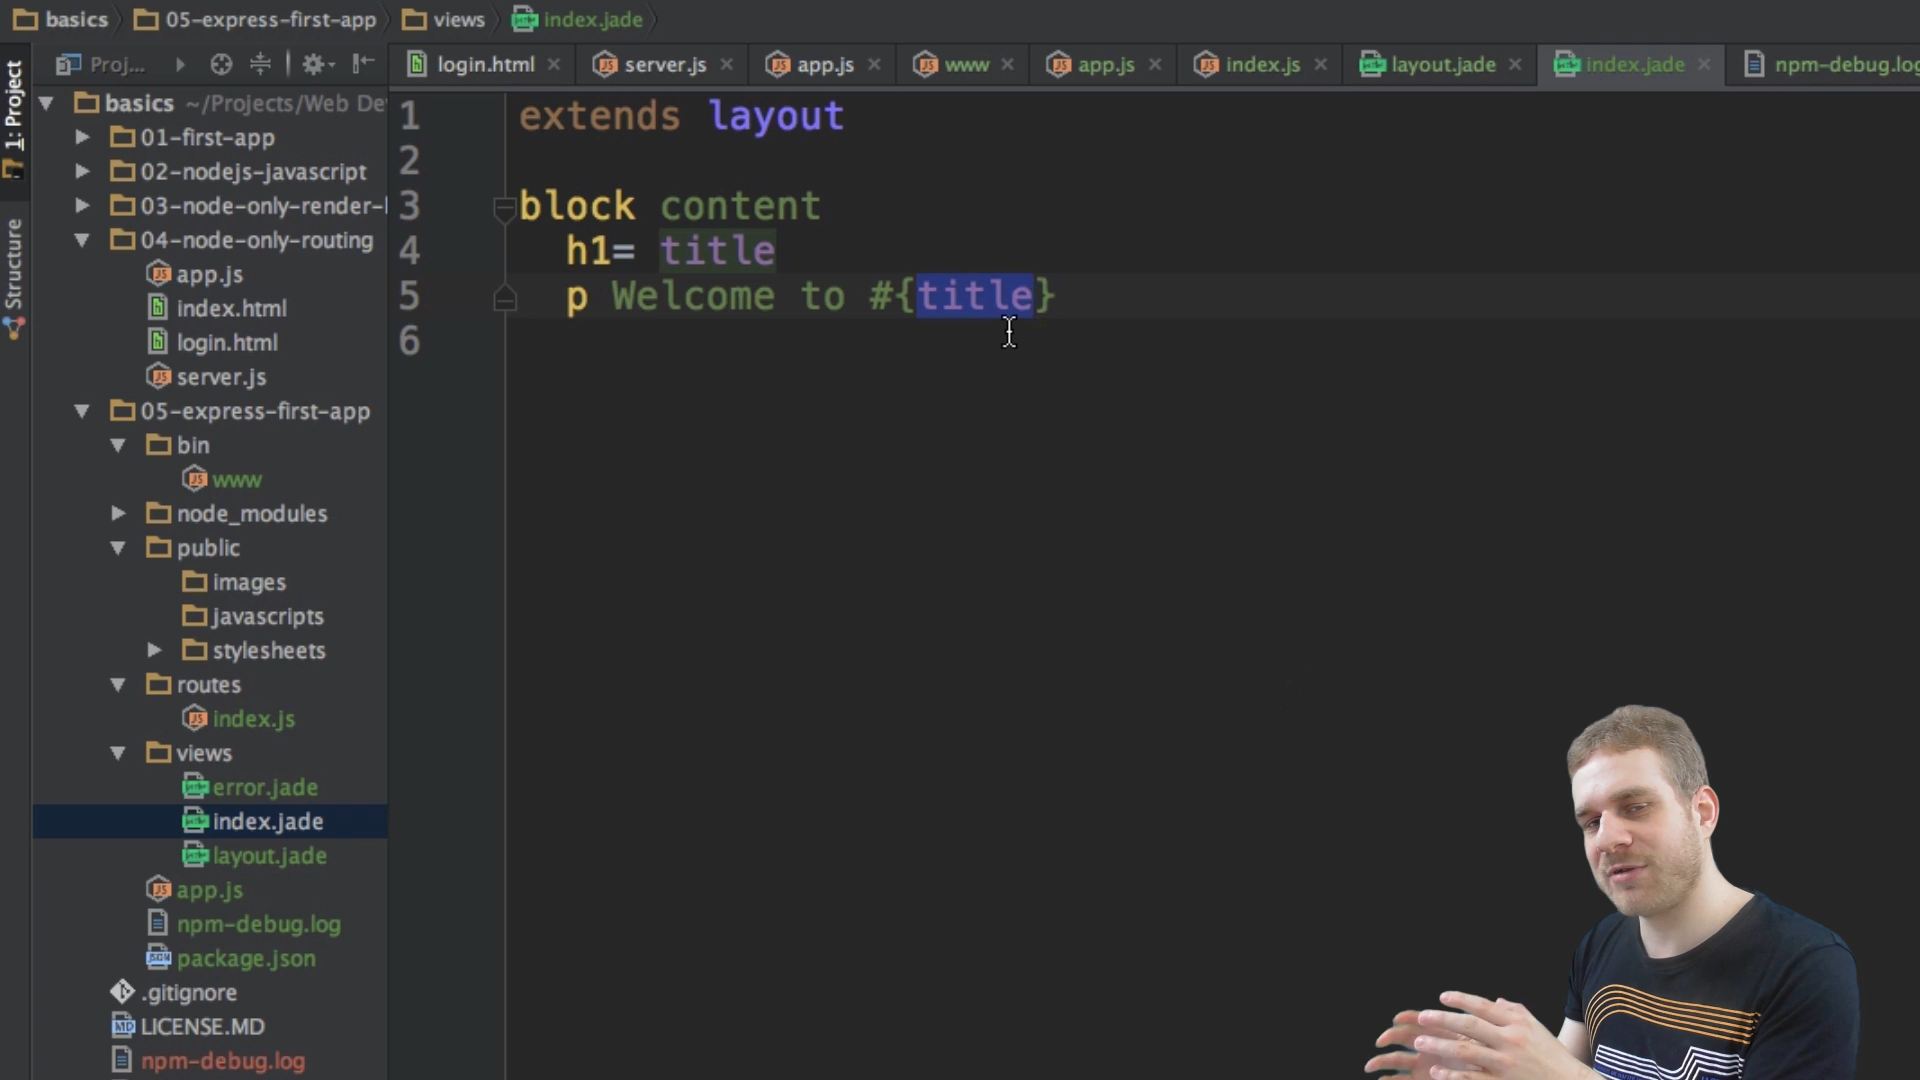 basics 05-express-first-app views index.jade
Proj... login.html server.js app.js www app.js index.js layout.jade index.jade npm-debug.log
1: Project
Structure
basics ~/Projects/Web De
01-first-app
02-nodejs-javascript
03-node-only-render-
04-node-only-routing
app.js
index.html
login.html
server.js
05-express-first-app
bin
www
node_modules
public
images
javascripts
stylesheets
routes
index.js
views
error.jade
index.jade
layout.jade
app.js
npm-debug.log
package.json
.gitignore
LICENSE.MD
npm-debug.log
1 extends layout
2
3 block content
4 h1= title
5 p Welcome to #{title}
6